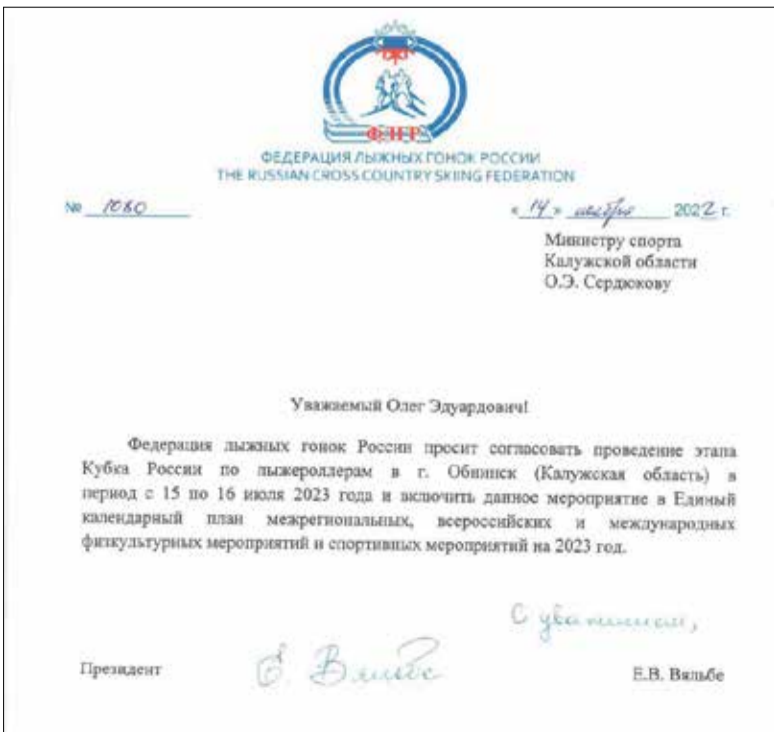 ФЛГР
ФЕДЕРАЦИЯ ЛЫЖНЫХ ГОНОК РОССИИ
THE RUSSIAN CROSS COUNTRY SKIING FEDERATION
№ 1080 « 14 » ноября 2022 г.
Министру спорта
Калужской области
О.Э. Сердюкову
Уважаемый Олег Эдуардович!
Федерация лыжных гонок России просит согласовать проведение этапа
Кубка России по лыжероллерам в г. Обнинск (Калужская область) в
период с 15 по 16 июля 2023 года и включить данное мероприятие в Единый
календарный план межрегиональных, всероссийских и международных
физкультурных мероприятий и спортивных мероприятий на 2023 год.
С уважением,
Президент Е. Вяльбе Е.В. Вяльбе